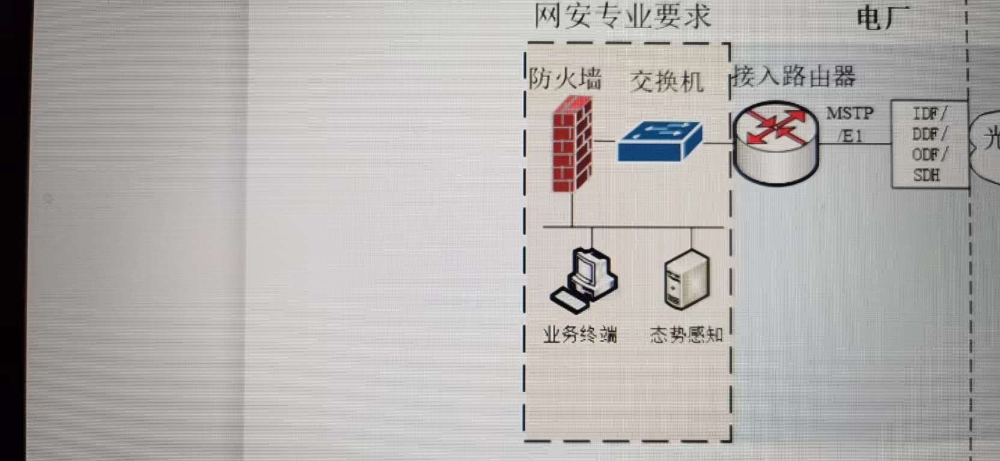 网安专业要求
电厂
防火墙
交换机
接入路由器
MSTP
/E1
IDF/
DDF/
ODF/
SDH
光
业务终端
态势感知